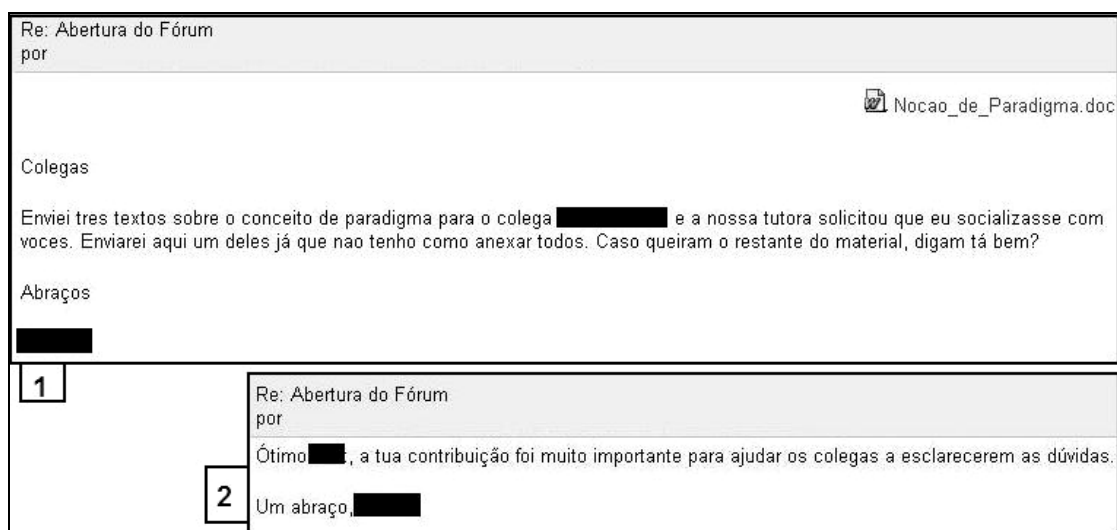 Re: Abertura do Fórum
por
Nocao_de_Paradigma.doc
Colegas
Enviei tres textos sobre o conceito de paradigma para o colega e a nossa tutora solicitou que eu socializasse com
voces. Enviarei aqui um deles já que nao tenho como anexar todos. Caso queiram o restante do material, digam tá bem?
Abraços
1
Re: Abertura do Fórum
por
Ótimo , a tua contribuição foi muito importante para ajudar os colegas a esclarecerem as dúvidas.
2
Um abraço,